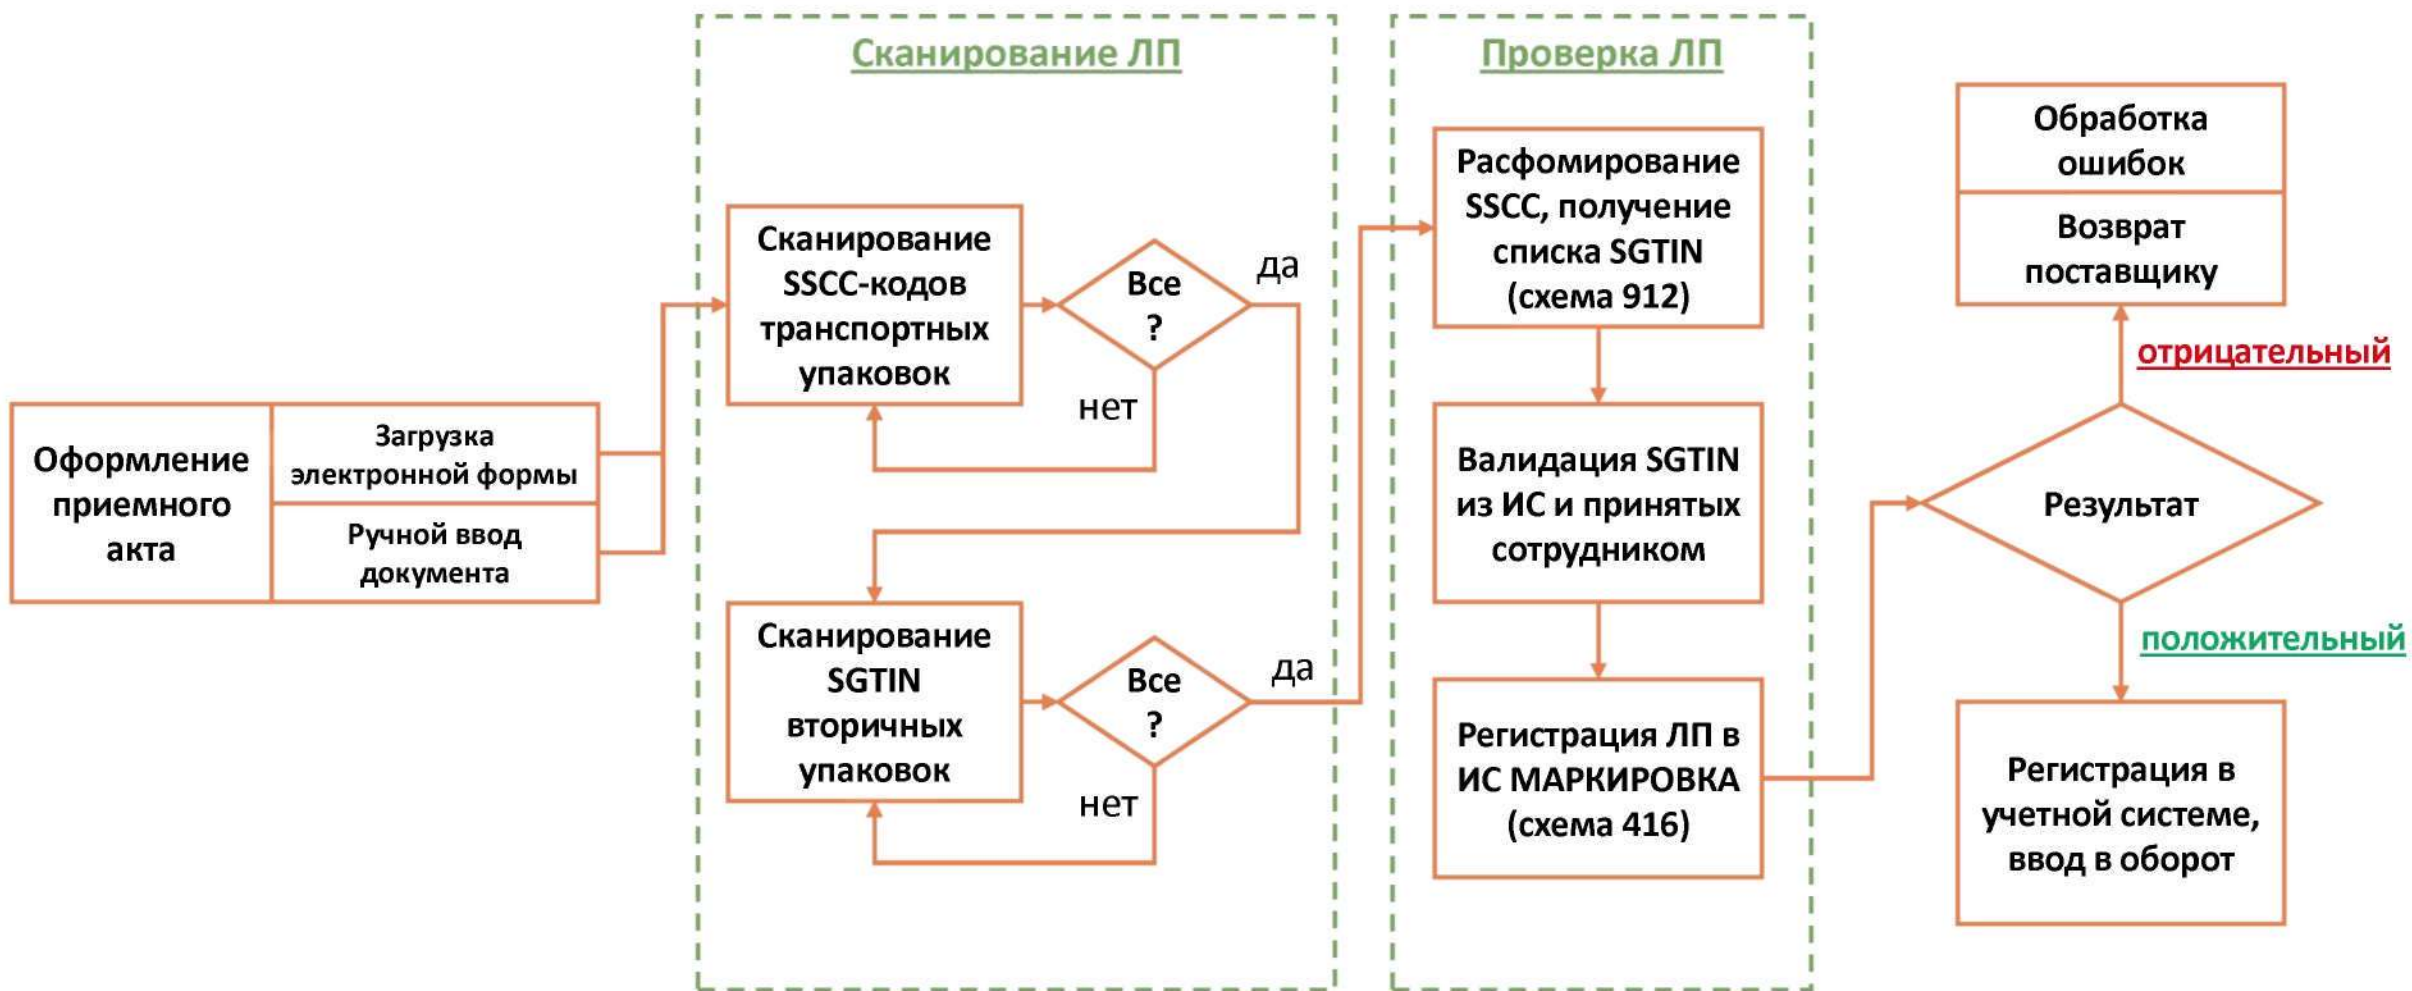 Оформление
приемного
акта
Загрузка
электронной формы
Ручной ввод
документа
Сканирование ЛП
Сканирование
SSCC-кодов
транспортных
упаковок
Все
?
да
нет
Сканирование
SGTIN
вторичных
упаковок
Все
?
да
нет
Проверка ЛП
Расфомирование
SSCC, получение
списка SGTIN
(схема 912)
Валидация SGTIN
из ИС и принятых
сотрудником
Регистрация ЛП в
ИС МАРКИРОВКА
(схема 416)
Обработка
ошибок
Возврат
поставщику
отрицательный
Результат
положительный
Регистрация в
учетной системе,
ввод в оборот